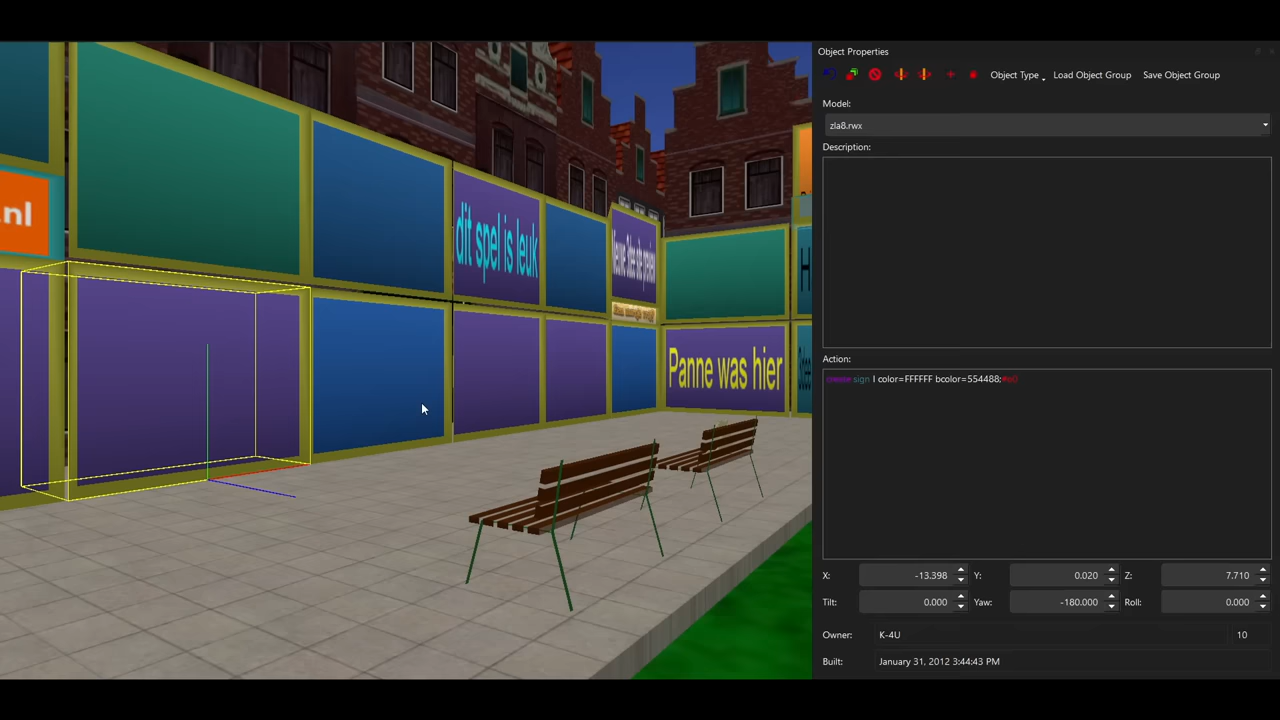 Object Properties
Object Type
Load Object Group
Save Object Group
Model:
zla8.rwx
Description:
Action:
create sign l color=FFFFFF bcolor=554488;
X:
-13.398
Y:
0.020
Z:
7.710
Tilt:
0.000
Yaw:
-180.000
Roll:
0.000
Owner:
K-4U
10
Built:
January 31, 2012 3:44:43 PM
.nl
dit spel is leuk
Panne was hier